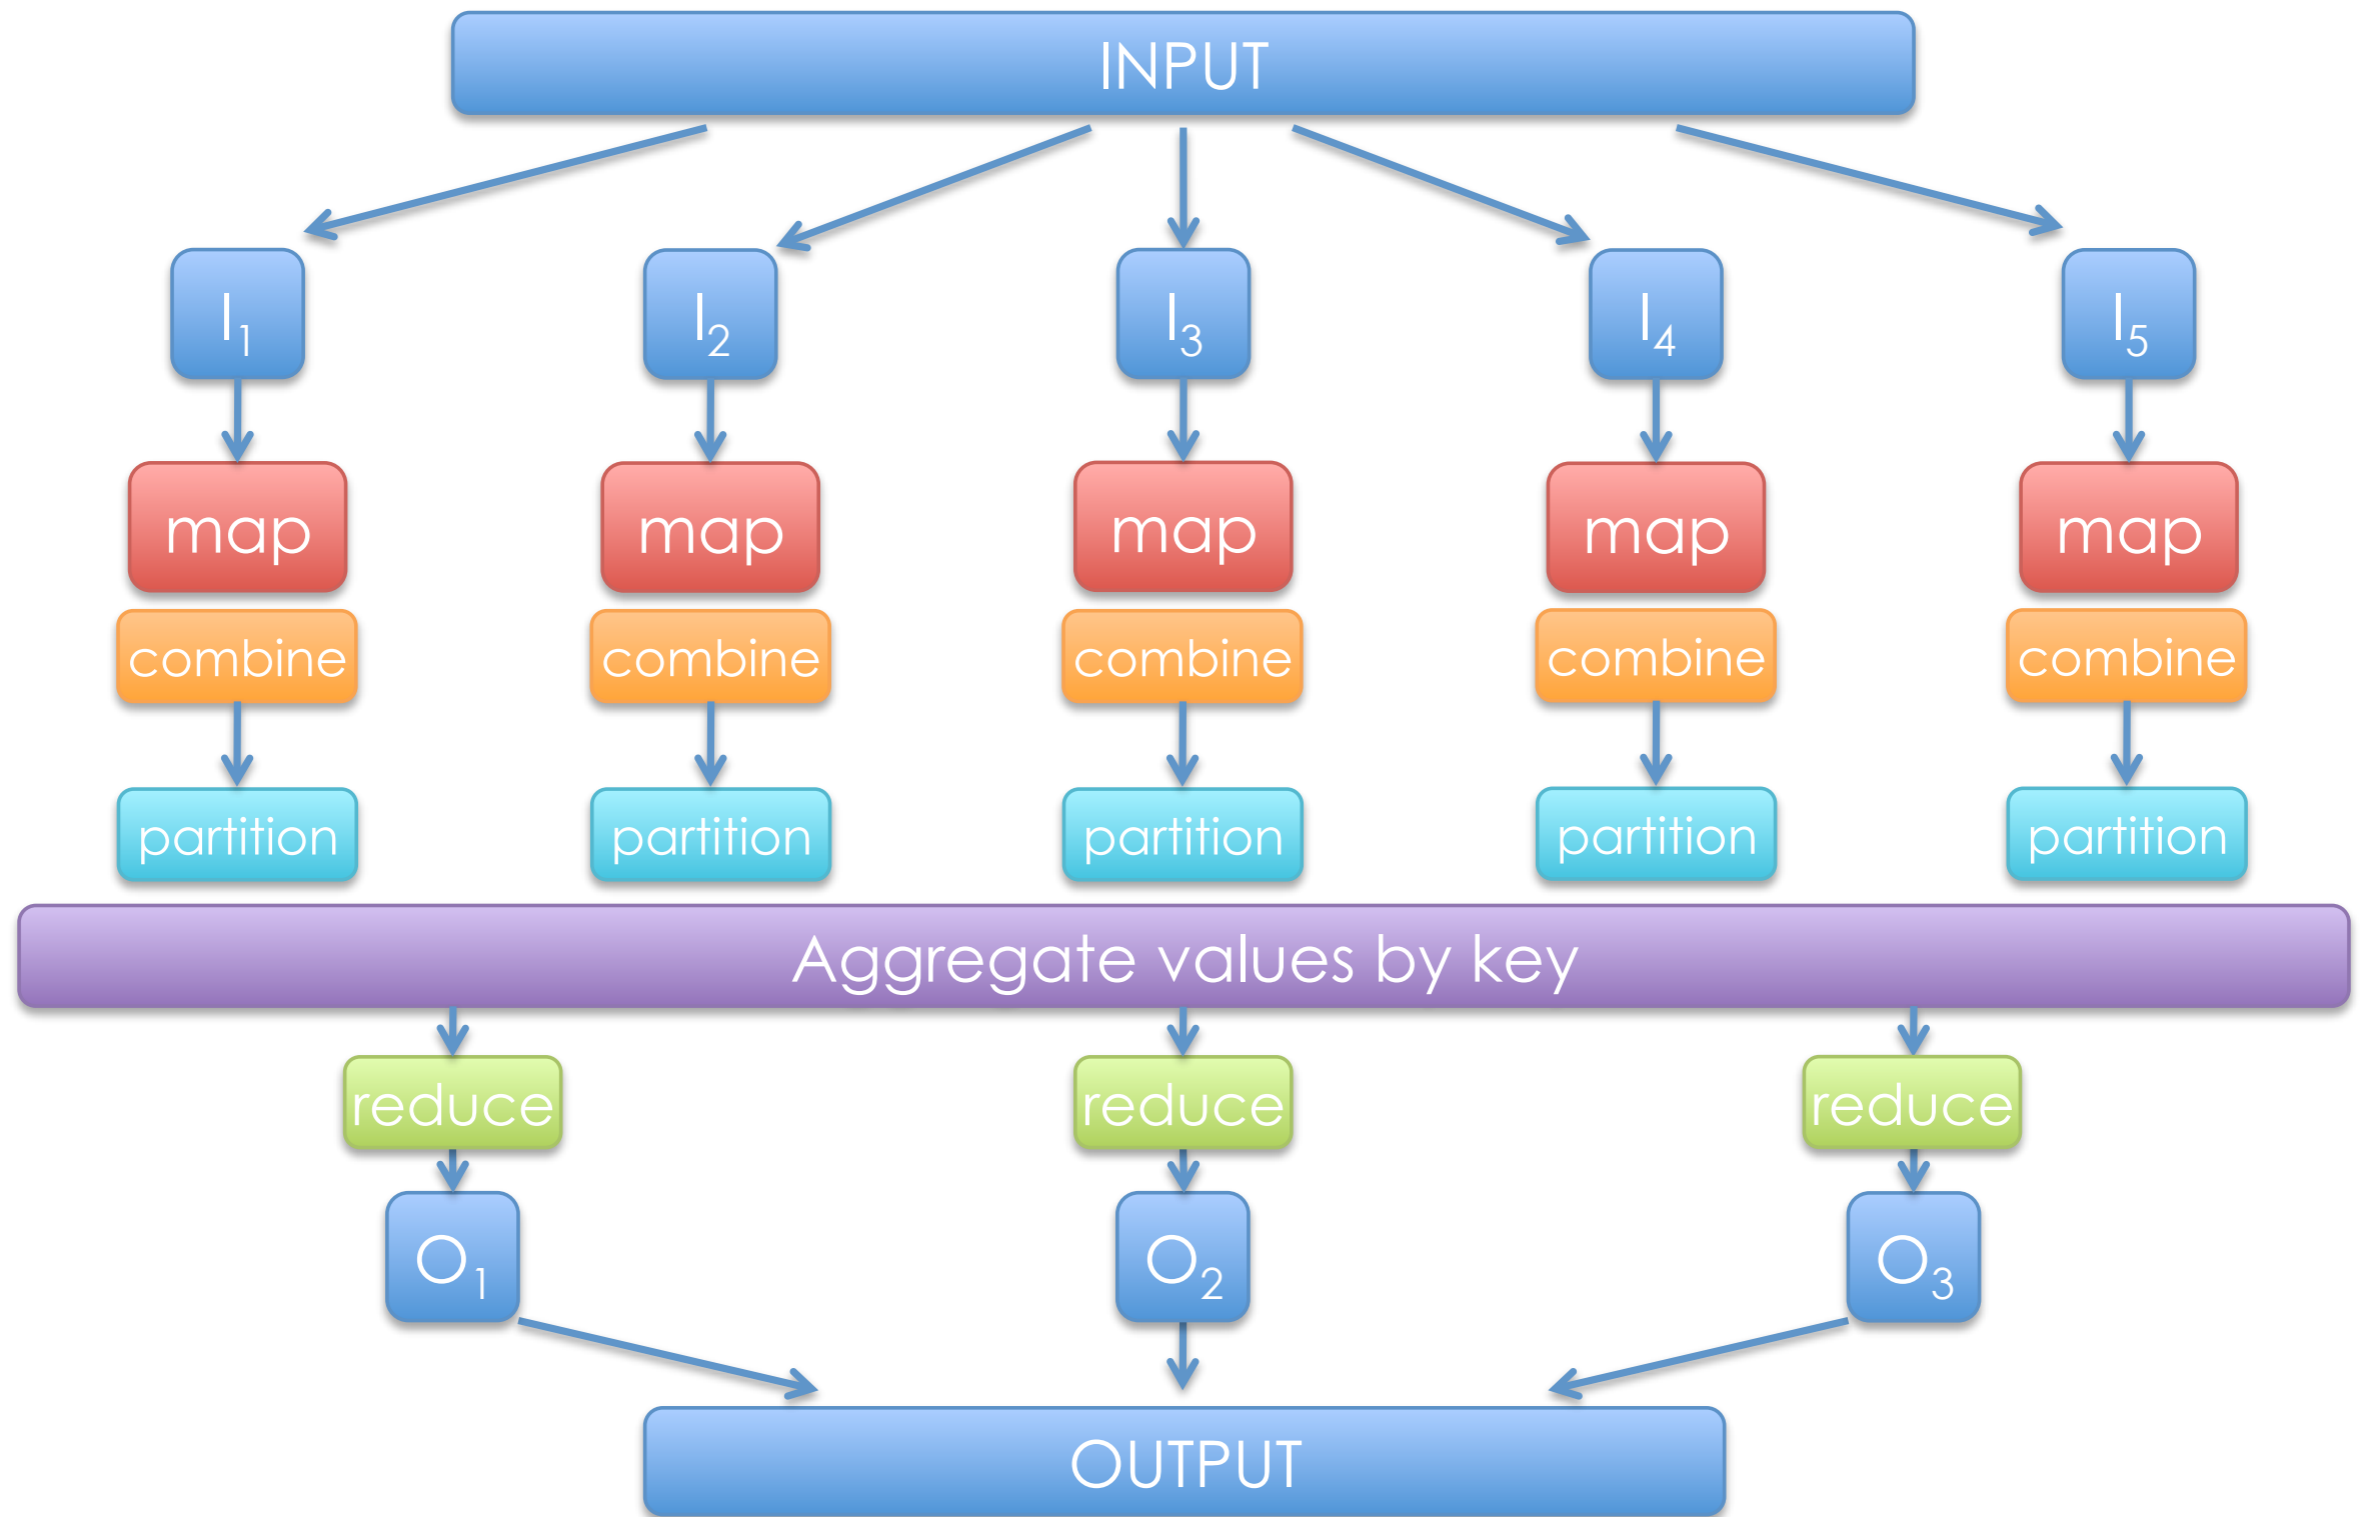 INPUT
I1 I2 I3 I4 I5
map map map map map
combine combine combine combine combine
partition partition partition partition partition
Aggregate values by key
reduce reduce reduce
O1 O2 O3
OUTPUT